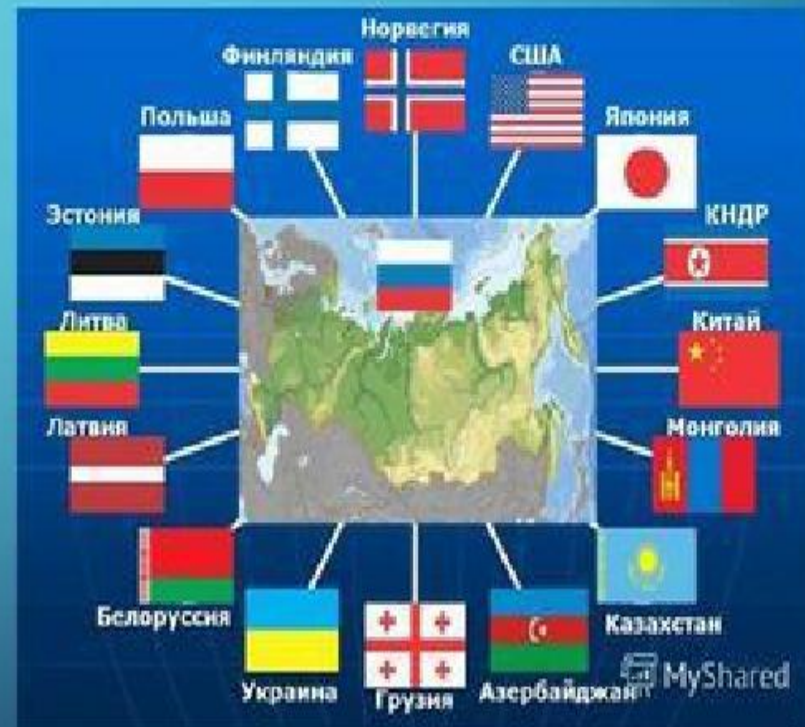 Норвегия
Финляндия
США
Польша
Япония
Эстония
КНДР
Литва
Китай
Латвия
Монголия
Белоруссия
Казахстан
Украина
Грузия
Азербайджан
MyShared